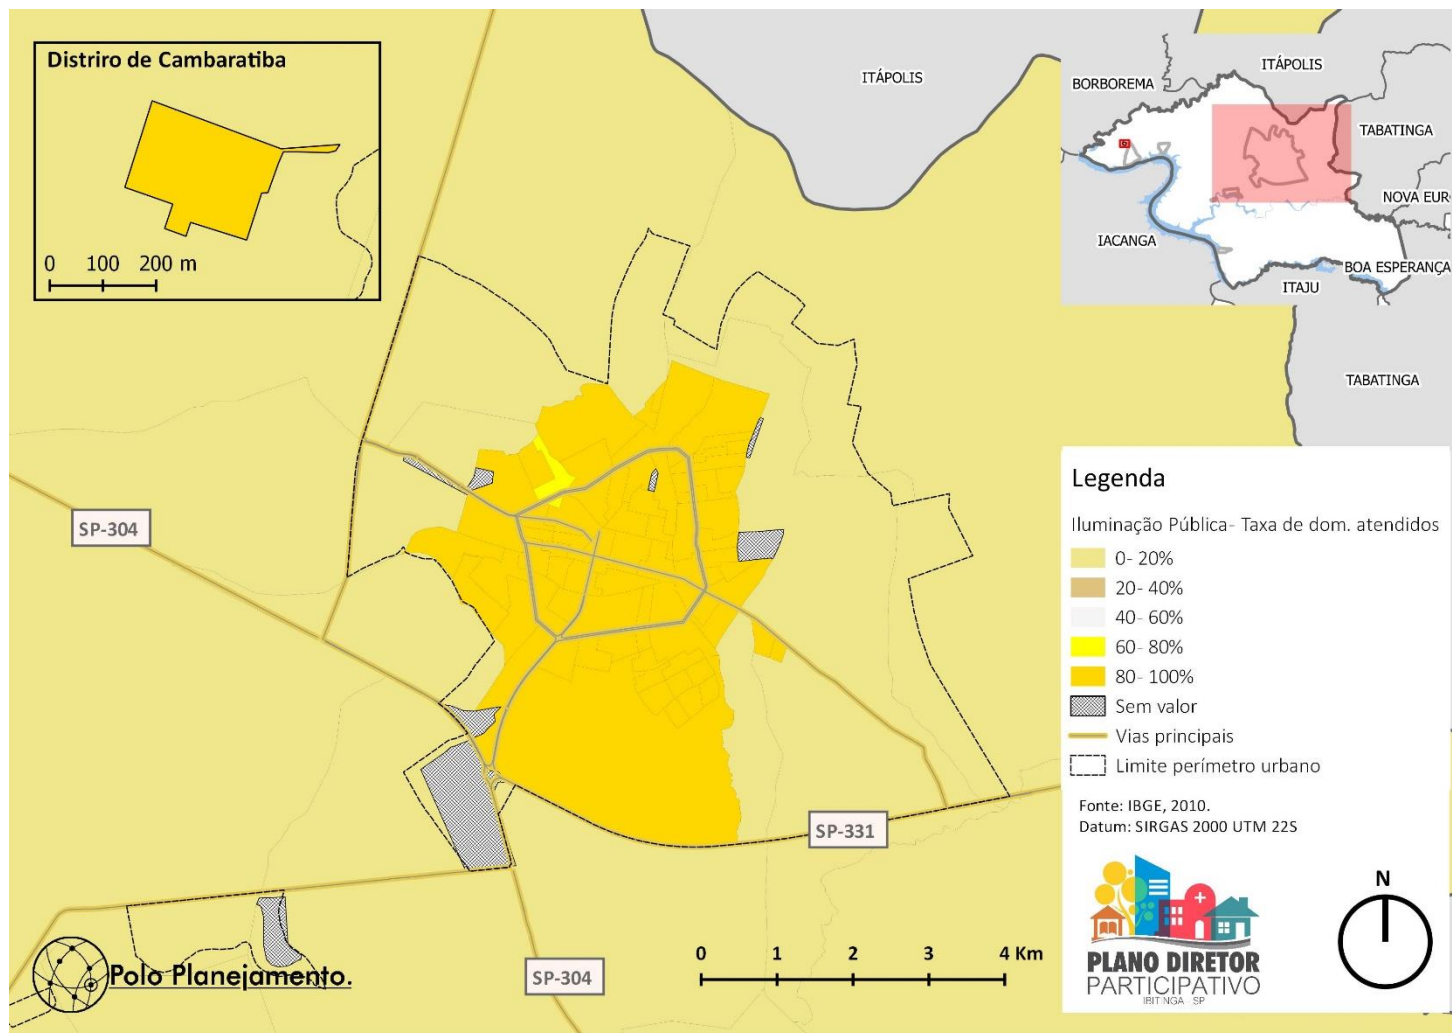 Distriro de Cambaratiba
0 100 200 m
ITÁPOLIS
BORBOREMA
ITÁPOLIS
TABATINGA
NOVA EUR
IACANGA
BOA ESPERANÇA
ITAJU
TABATINGA
SP-304
SP-331
SP-304
Legenda
Iluminação Pública- Taxa de dom. atendidos
0- 20%
20- 40%
40- 60%
60- 80%
80- 100%
Sem valor
Vias principais
Limite perímetro urbano
Fonte: IBGE, 2010.
Datum: SIRGAS 2000 UTM 22S
PLANO DIRETOR
PARTICIPATIVO
IBITINGA - SP
N
0 1 2 3 4 Km
Polo Planejamento.